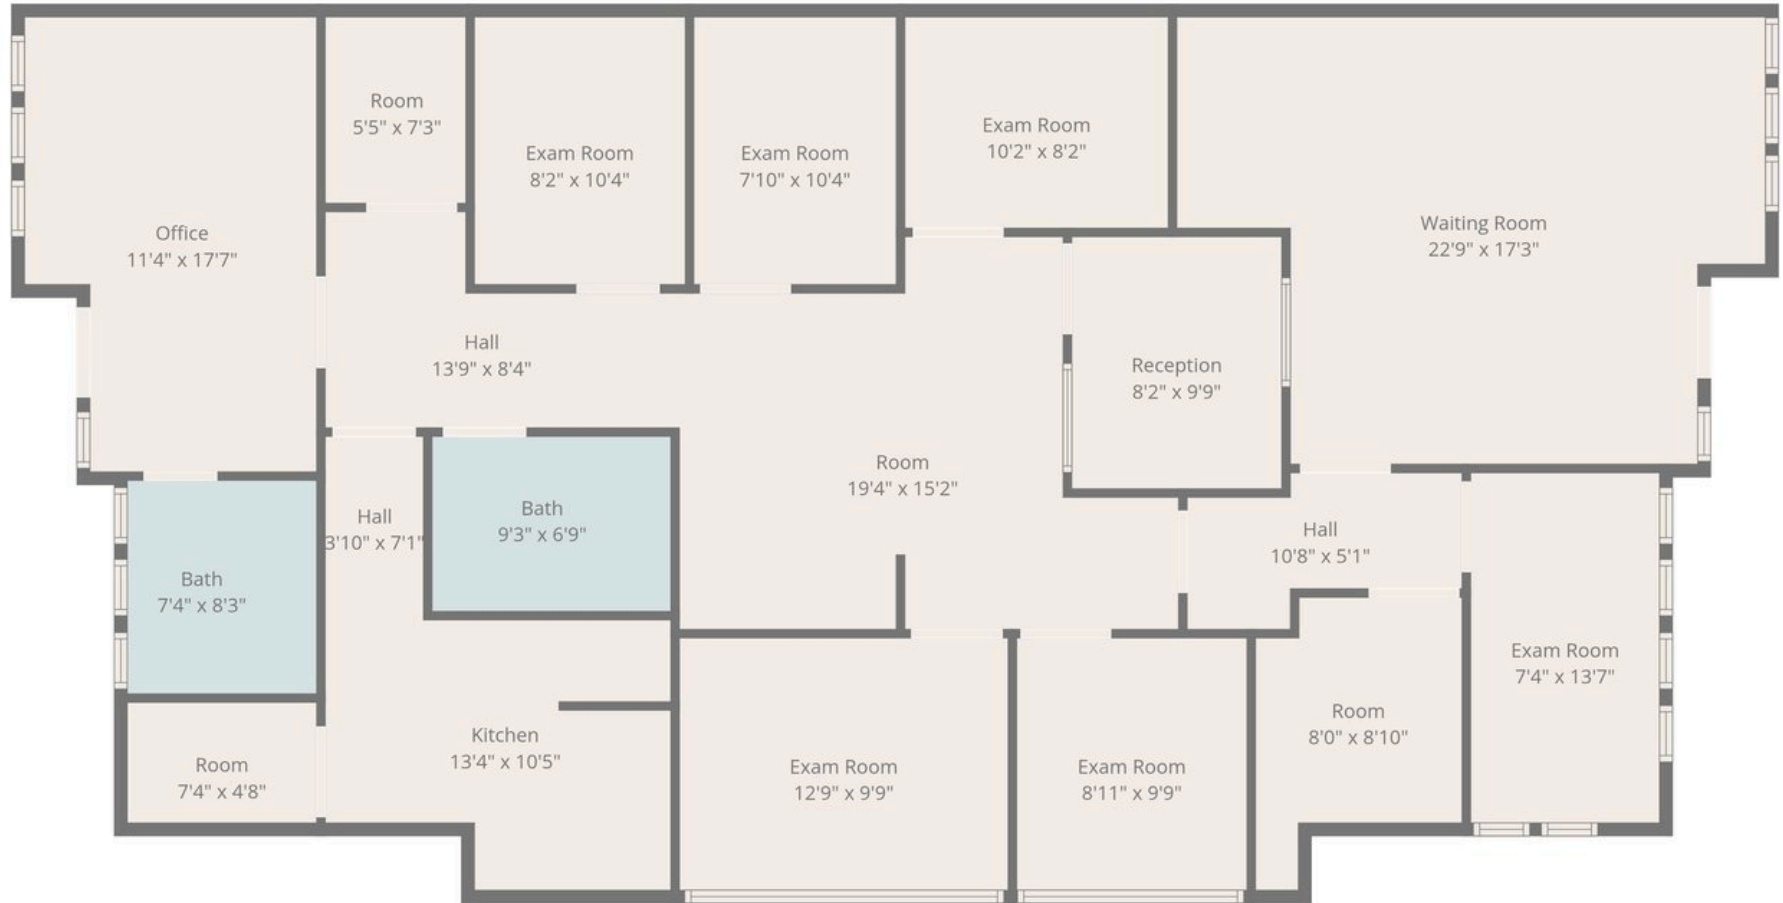 Room
5'5" x 7'3"
Exam Room
8'2" x 10'4"
Exam Room
7'10" x 10'4"
Exam Room
10'2" x 8'2"
Waiting Room
22'9" x 17'3"
Office
11'4" x 17'7"
Hall
13'9" x 8'4"
Reception
8'2" x 9'9"
Room
19'4" x 15'2"
Hall
3'10" x 7'1"
Bath
9'3" x 6'9"
Hall
10'8" x 5'1"
Bath
7'4" x 8'3"
Exam Room
7'4" x 13'7"
Room
8'0" x 8'10"
Kitchen
13'4" x 10'5"
Room
7'4" x 4'8"
Exam Room
12'9" x 9'9"
Exam Room
8'11" x 9'9"